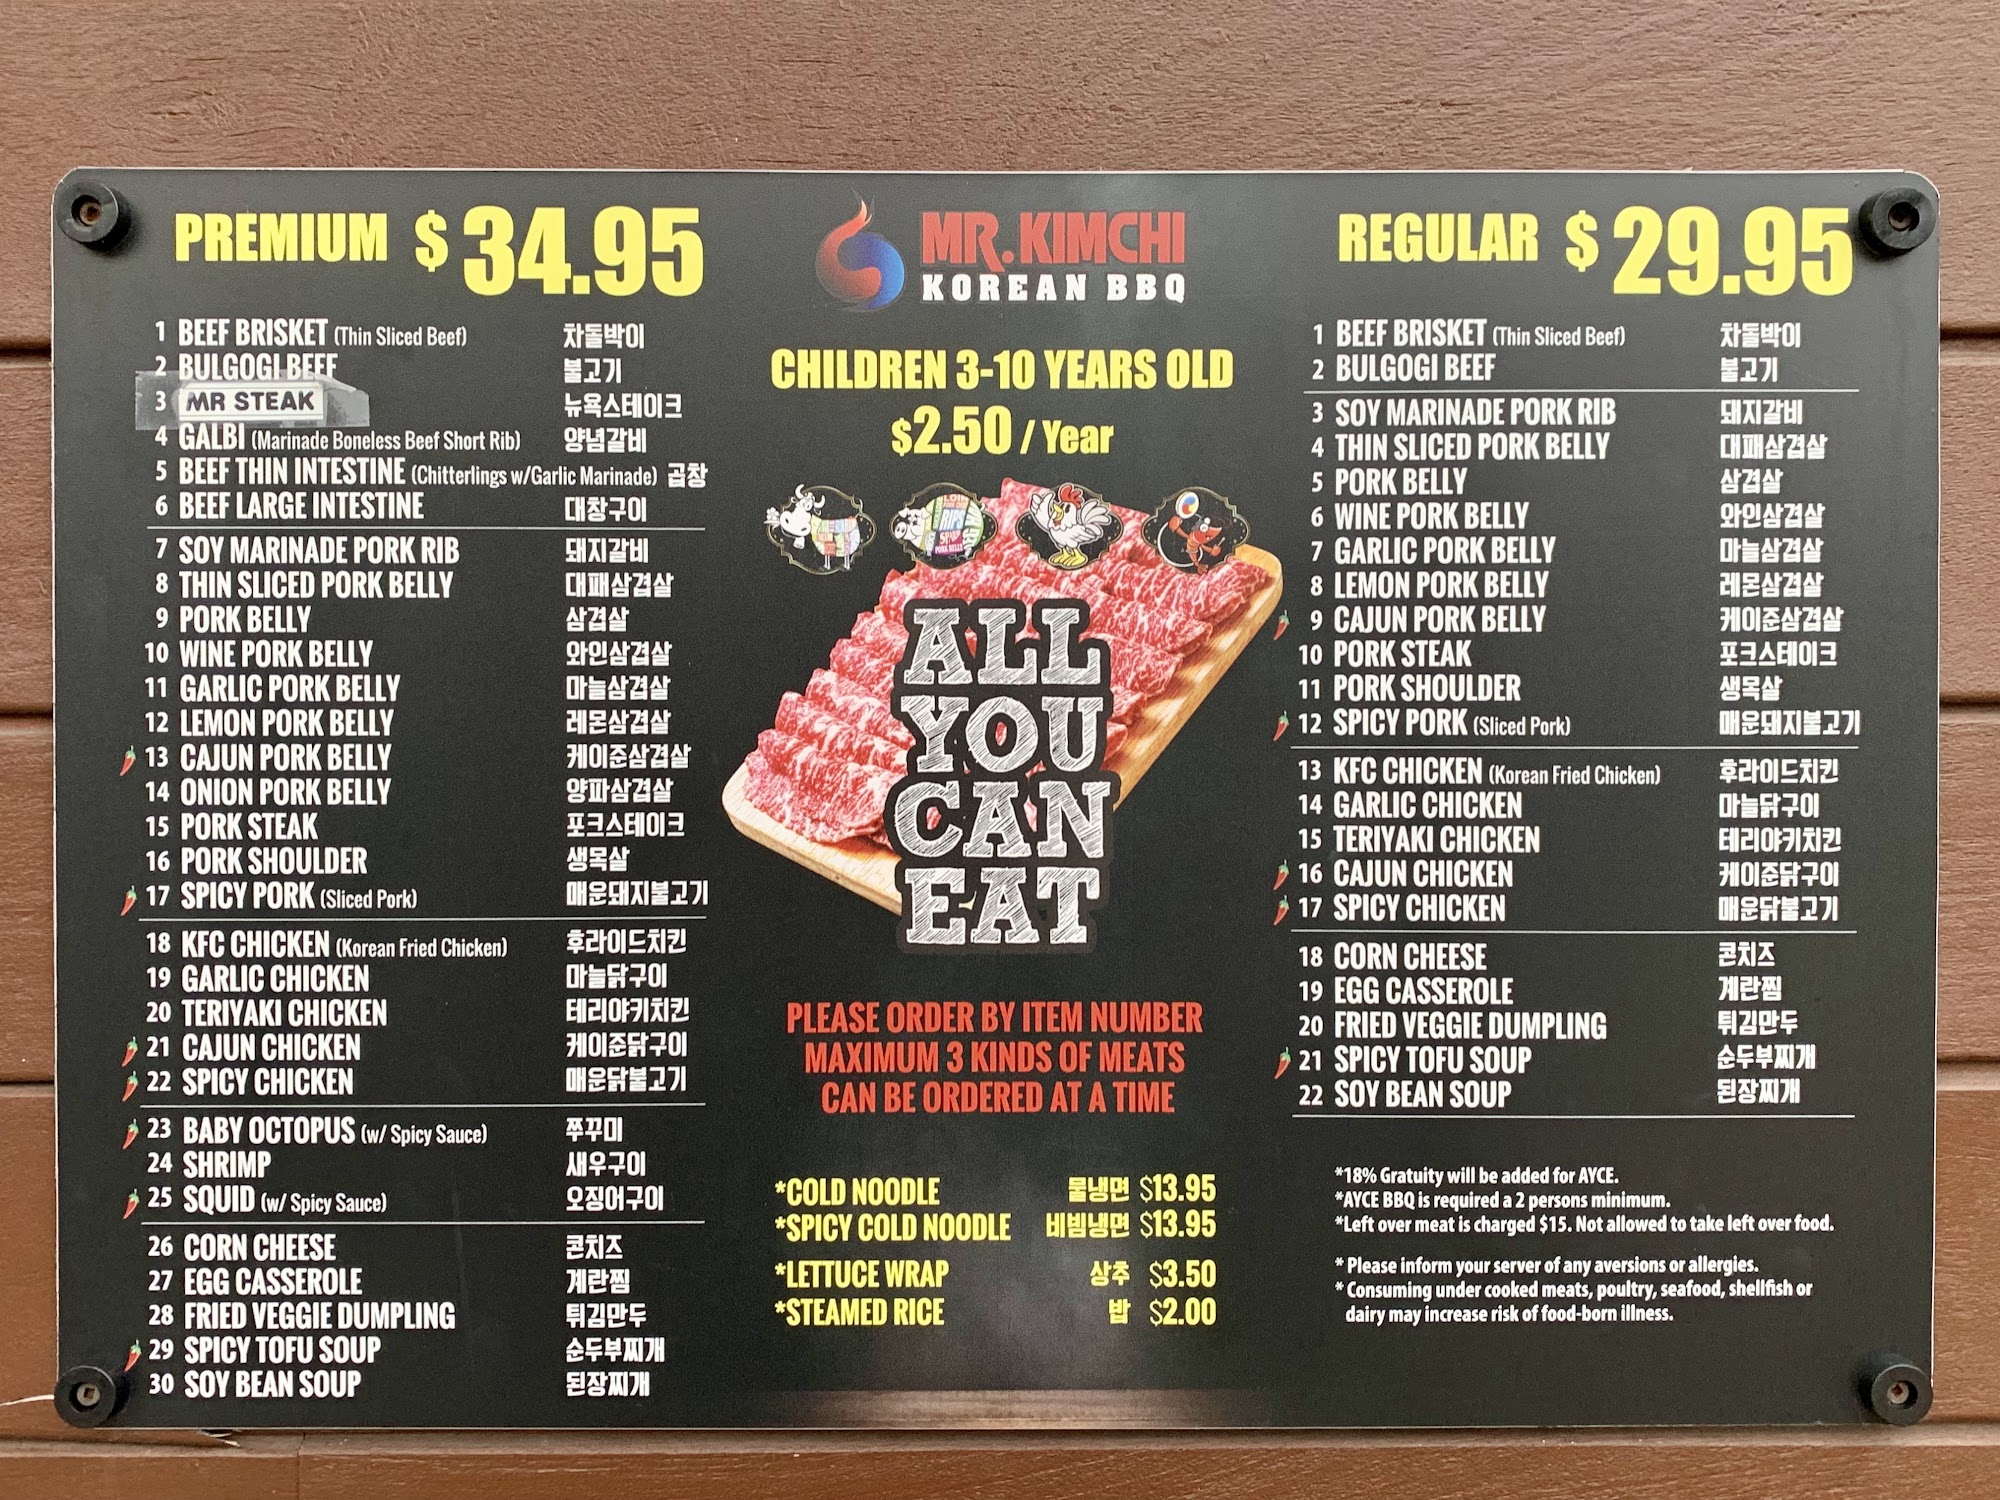 PREMIUM $34.95
1 BEEF BRISKET (Thin Sliced Beef) 차돌박이
2 BULGOGI BEEF 불고기
3 MR STEAK 뉴욕스테이크
4 GALBI (Marinade Boneless Beef Short Rib) 양념갈비
5 BEEF THIN INTESTINE (Chitterlings w/Garlic Marinade) 곱창
6 BEEF LARGE INTESTINE 대창구이
7 SOY MARINADE PORK RIB 돼지갈비
8 THIN SLICED PORK BELLY 대패삼겹살
9 PORK BELLY 삼겹살
10 WINE PORK BELLY 와인삼겹살
11 GARLIC PORK BELLY 마늘삼겹살
12 LEMON PORK BELLY 레몬삼겹살
13 CAJUN PORK BELLY 케이준삼겹살
14 ONION PORK BELLY 양파삼겹살
15 PORK STEAK 포크스테이크
16 PORK SHOULDER 생목살
17 SPICY PORK (Sliced Pork) 매운돼지불고기
18 KFC CHICKEN (Korean Fried Chicken) 후라이드치킨
19 GARLIC CHICKEN 마늘닭구이
20 TERIYAKI CHICKEN 테리야키치킨
21 CAJUN CHICKEN 케이준닭구이
22 SPICY CHICKEN 매운닭불고기
23 BABY OCTOPUS (w/ Spicy Sauce) 쭈꾸미
24 SHRIMP 새우구이
25 SQUID (w/ Spicy Sauce) 오징어구이
26 CORN CHEESE 콘치즈
27 EGG CASSEROLE 계란찜
28 FRIED VEGGIE DUMPLING 튀김만두
29 SPICY TOFU SOUP 순두부찌개
30 SOY BEAN SOUP 된장찌개
MR.KIMCHI
KOREAN BBQ
CHILDREN 3-10 YEARS OLD
$2.50 / Year
LOIN
RIPS
SPARE
PORK BELLY
ALL
YOU
CAN
EAT
PLEASE ORDER BY ITEM NUMBER
MAXIMUM 3 KINDS OF MEATS
CAN BE ORDERED AT A TIME
*COLD NOODLE 물냉면 $13.95
*SPICY COLD NOODLE 비빔냉면 $13.95
*LETTUCE WRAP 상추 $3.50
*STEAMED RICE 밥 $2.00
REGULAR $29.95
1 BEEF BRISKET (Thin Sliced Beef) 차돌박이
2 BULGOGI BEEF 불고기
3 SOY MARINADE PORK RIB 돼지갈비
4 THIN SLICED PORK BELLY 대패삼겹살
5 PORK BELLY 삼겹살
6 WINE PORK BELLY 와인삼겹살
7 GARLIC PORK BELLY 마늘삼겹살
8 LEMON PORK BELLY 레몬삼겹살
9 CAJUN PORK BELLY 케이준삼겹살
10 PORK STEAK 포크스테이크
11 PORK SHOULDER 생목살
12 SPICY PORK (Sliced Pork) 매운돼지불고기
13 KFC CHICKEN (Korean Fried Chicken) 후라이드치킨
14 GARLIC CHICKEN 마늘닭구이
15 TERIYAKI CHICKEN 테리야키치킨
16 CAJUN CHICKEN 케이준닭구이
17 SPICY CHICKEN 매운닭불고기
18 CORN CHEESE 콘치즈
19 EGG CASSEROLE 계란찜
20 FRIED VEGGIE DUMPLING 튀김만두
21 SPICY TOFU SOUP 순두부찌개
22 SOY BEAN SOUP 된장찌개
*18% Gratuity will be added for AYCE.
*AYCE BBQ is required a 2 persons minimum.
*Left over meat is charged $15. Not allowed to take left over food.
* Please inform your server of any aversions or allergies.
* Consuming under cooked meats, poultry, seafood, shellfish or
dairy may increase risk of food-born illness.